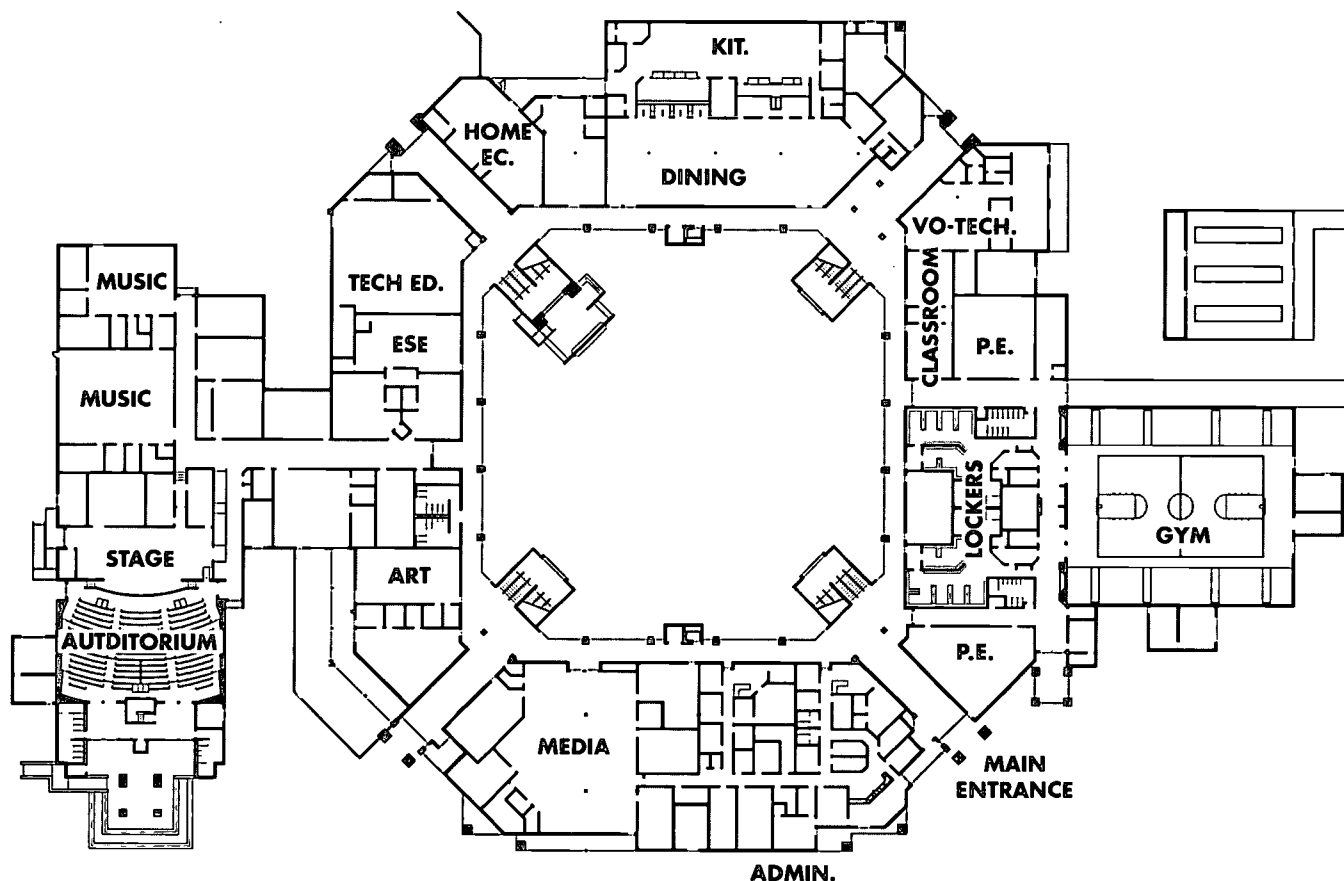 KIT.
HOME
EC.
DINING
VO-TECH.
MUSIC
TECH ED.
CLASSROOM
P.E.
ESE
MUSIC
LOCKERS
GYM
STAGE
ART
AUTDITORIUM
P.E.
MEDIA
MAIN
ENTRANCE
ADMIN.